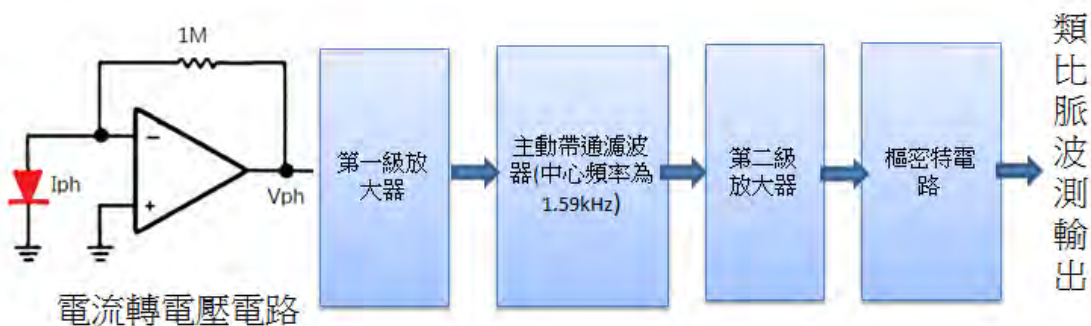 1M
Iph
−
+
Vph
電流轉電壓電路
第一級放
大器
主動帶通濾波
器(中心頻率為
1.59kHz)
第二級
放大器
樞密特電
路
類比脈波測輸出